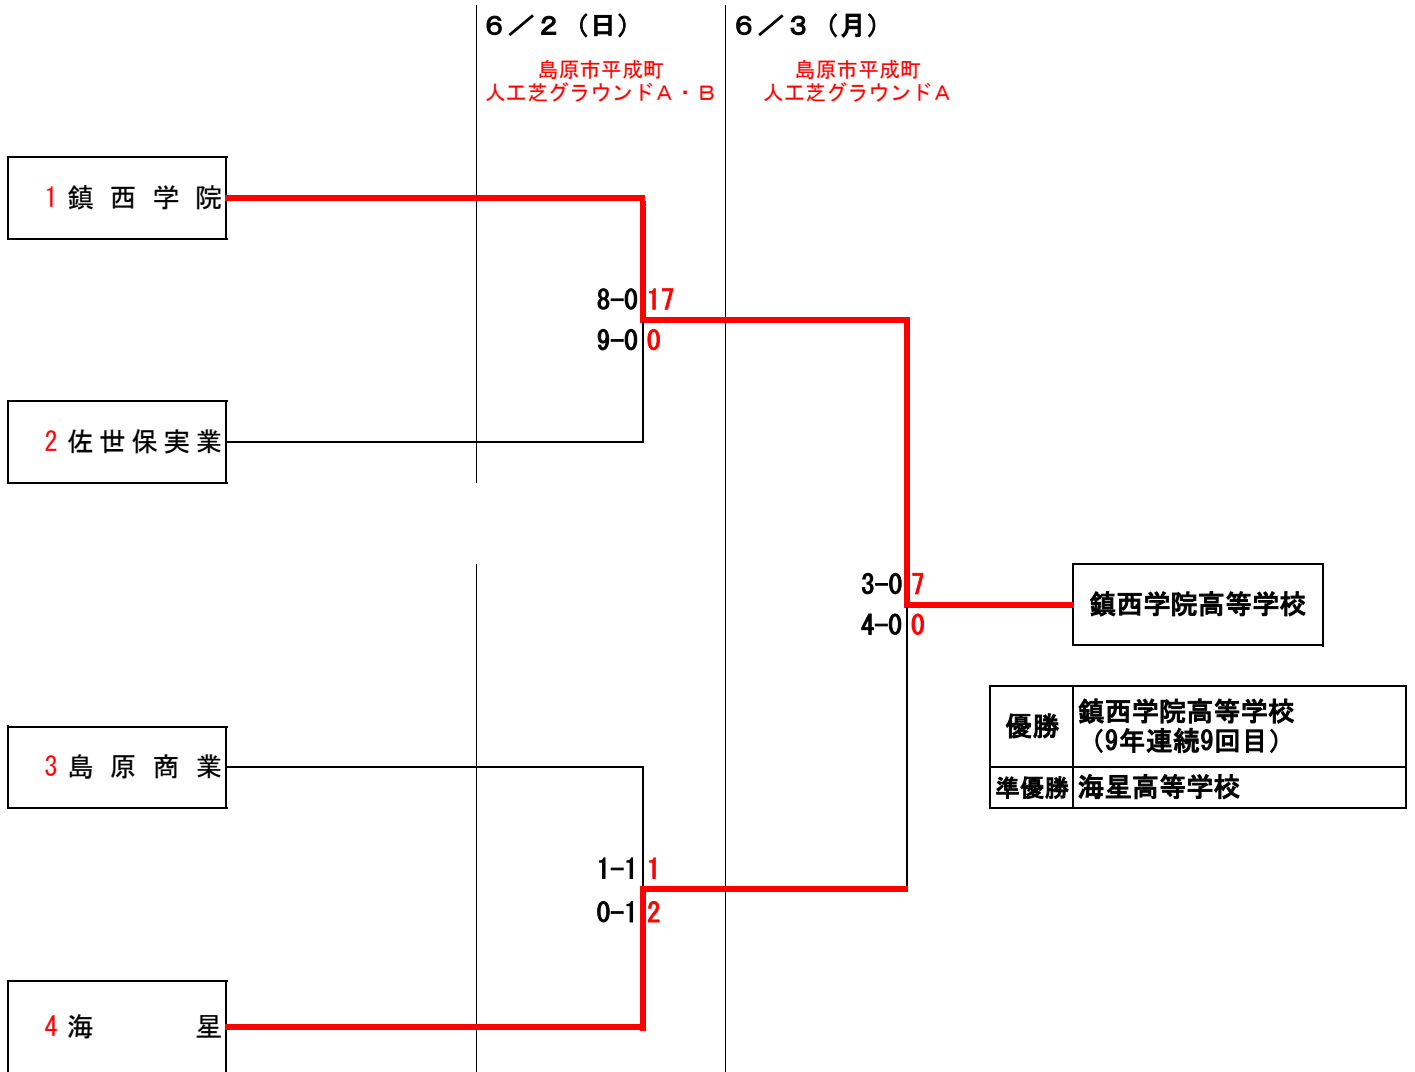 6／2（日）
島原市平成町
人工芝グラウンドA・B
6／3（月）
島原市平成町
人工芝グラウンドA
1 鎮西学院
8-0 17
9-0 0
2 佐世保実業
3-0 7
4-0 0
鎮西学院高等学校
優勝 鎮西学院高等学校
（9年連続9回目）
準優勝 海星高等学校
3 島原商業
1-1 1
0-1 2
4 海星